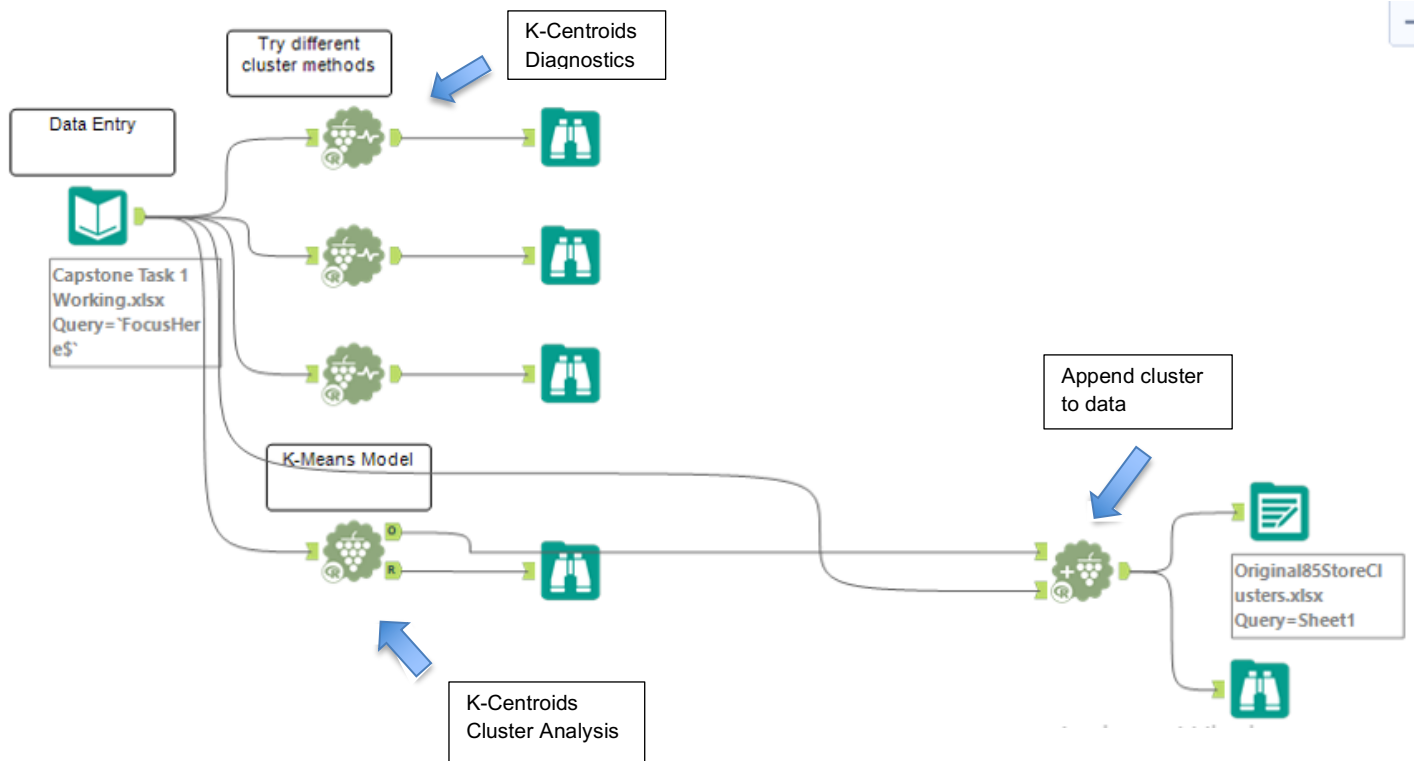 Try different
cluster methods
K-Centroids
Diagnostics
Data Entry
Capstone Task 1
Working.xlsx
Query=`FocusHer
e$`
Append cluster
to data
K-Means Model
O
R
OriginaI85StoreCl
usters.xlsx
Query=Sheet1
K-Centroids
Cluster Analysis